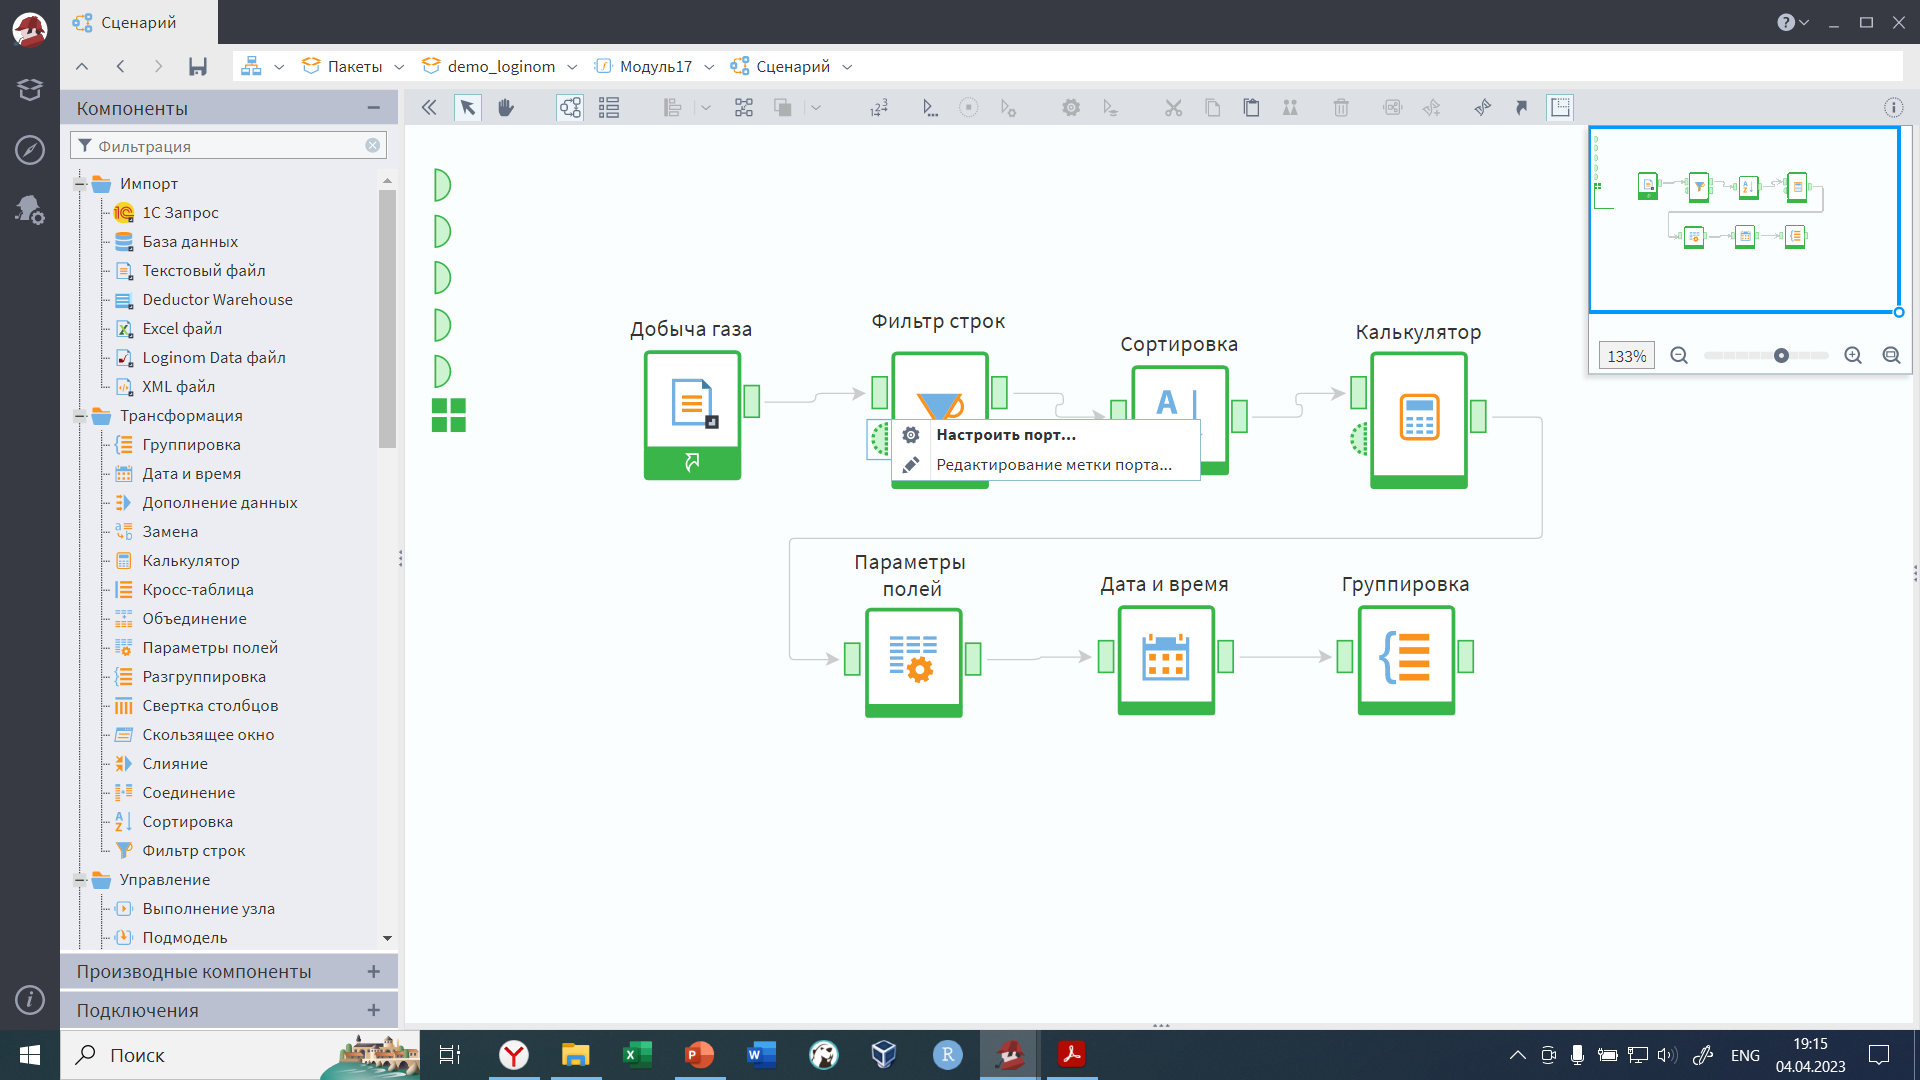 Сценарий
Пакеты
demo_loginom
Модуль17
Сценарий
Компоненты
Фильтрация
Импорт
1С Запрос
База данных
Текстовый файл
Deductor Warehouse
Excel файл
Loginom Data файл
XML файл
Трансформация
Группировка
Дата и время
Дополнение данных
Замена
Калькулятор
Кросс-таблица
Объединение
Параметры полей
Разгруппировка
Свертка столбцов
Скользящее окно
Слияние
Соединение
Сортировка
Фильтр строк
Управление
Выполнение узла
Подмодель
Производные компоненты
Подключения
Добыча газа
Фильтр строк
Сортировка
Калькулятор
Настроить порт...
Редактирование метки порта...
Параметры
полей
Дата и время
Группировка
133%
Поиск
ENG
19:15
04.04.2023